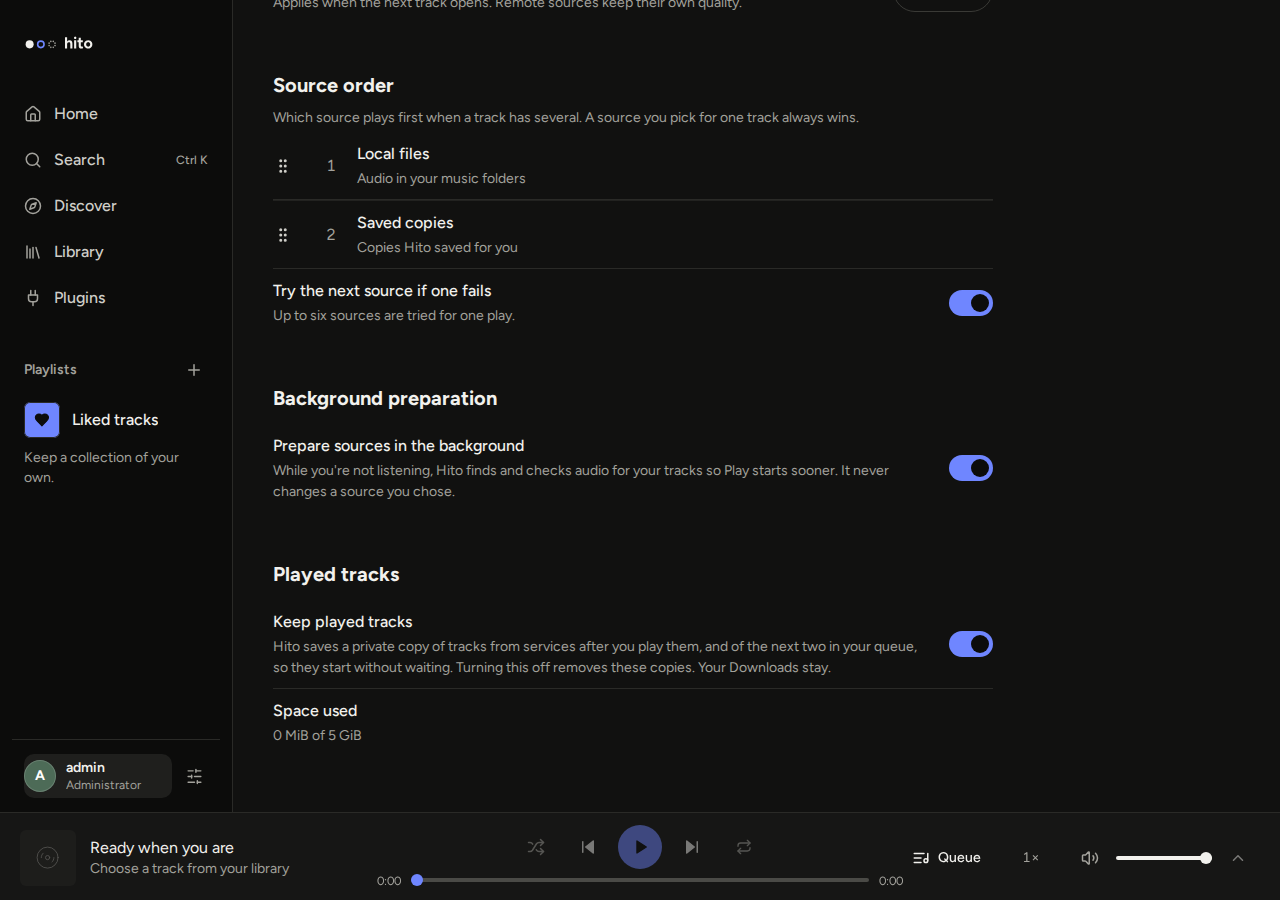 Applies when the next track opens. Remote sources keep their own quality.
hito
Home
Search
Ctrl K
Discover
Library
Plugins
Playlists
Liked tracks
Keep a collection of your
own.
admin
Administrator
A
Source order
Which source plays first when a track has several. A source you pick for one track always wins.
1
Local files
Audio in your music folders
2
Saved copies
Copies Hito saved for you
Try the next source if one fails
Up to six sources are tried for one play.
Background preparation
Prepare sources in the background
While you're not listening, Hito finds and checks audio for your tracks so Play starts sooner. It never
changes a source you chose.
Played tracks
Keep played tracks
Hito saves a private copy of tracks from services after you play them, and of the next two in your queue,
so they start without waiting. Turning this off removes these copies. Your Downloads stay.
Space used
0 MiB of 5 GiB
Ready when you are
Choose a track from your library
0:00
0:00
Queue
1×